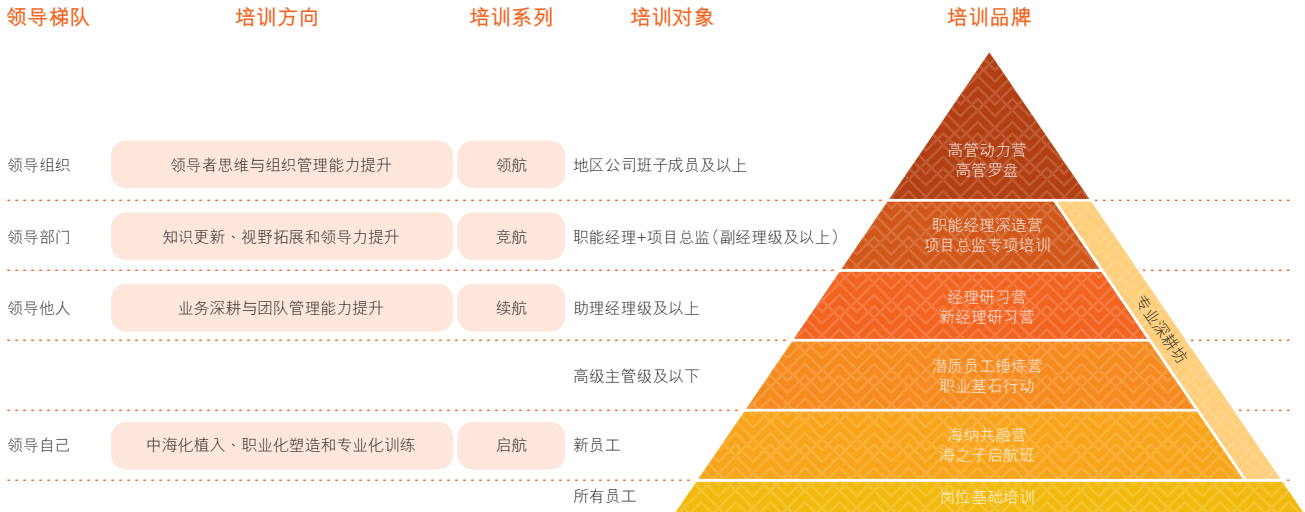 领导梯队
培训方向
培训系列
培训对象
培训品牌
领导组织
领导者思维与组织管理能力提升
领航
地区公司班子成员及以上
高管动力营
高管罗盘
领导部门
知识更新、视野拓展和领导力提升
竞航
职能经理+项目总监(副经理级及以上)
职能经理深造营
项目总监专项培训
领导他人
业务深耕与团队管理能力提升
续航
助理经理级及以上
经理研习营
新经理研习营
专业深耕坊
高级主管级及以下
潜质员工锤炼营
职业基石行动
领导自己
中海化植入、职业化塑造和专业化训练
启航
新员工
海纳共融营
海之子启航班
所有员工
岗位基础培训